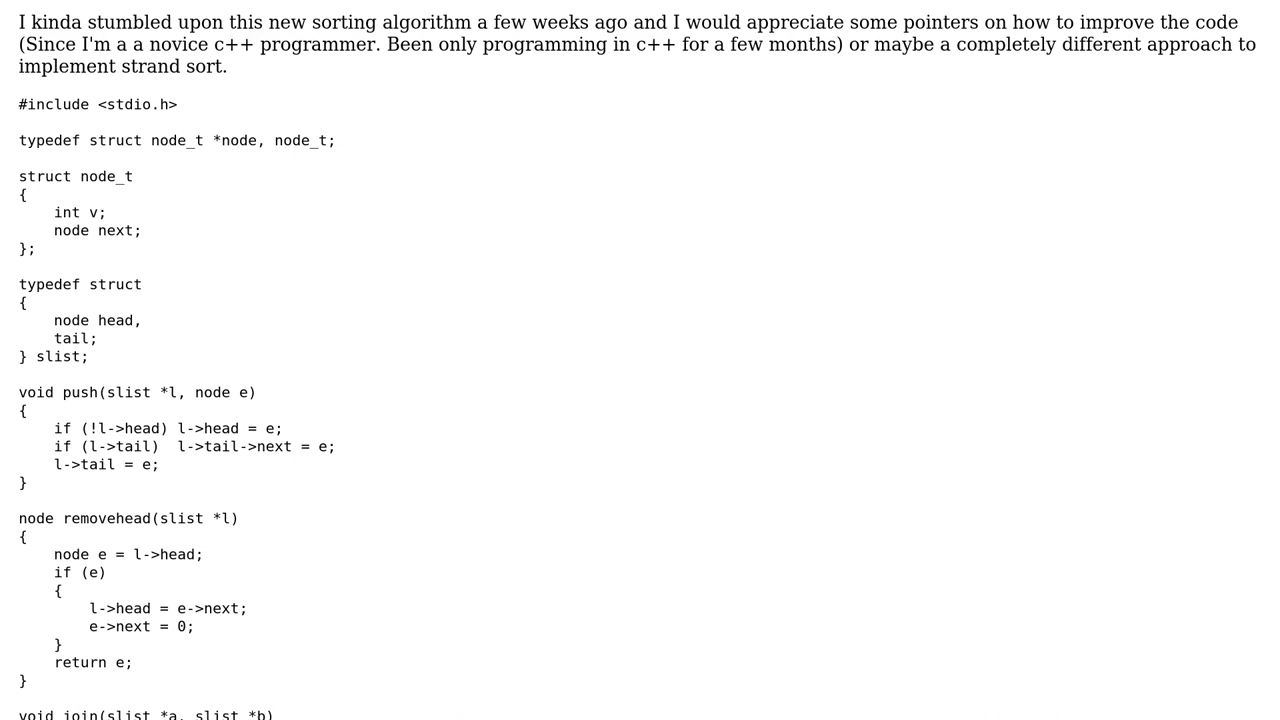 I kinda stumbled upon this new sorting algorithm a few weeks ago and I would appreciate some pointers on how to improve the code
(Since I'm a a novice c++ programmer. Been only programming in c++ for a few months) or maybe a completely different approach to
implement strand sort.
#include <stdio.h>
typedef struct node_t *node, node_t;
struct node_t
{
    int v;
    node next;
};
typedef struct
{
    node head,
    tail;
} slist;
void push(slist *l, node e)
{
    if (!l->head) l->head = e;
    if (l->tail)  l->tail->next = e;
    l->tail = e;
}
node removehead(slist *l)
{
    node e = l->head;
    if (e)
    {
        l->head = e->next;
        e->next = 0;
    }
    return e;
}
void join(slist *a, slist *b)